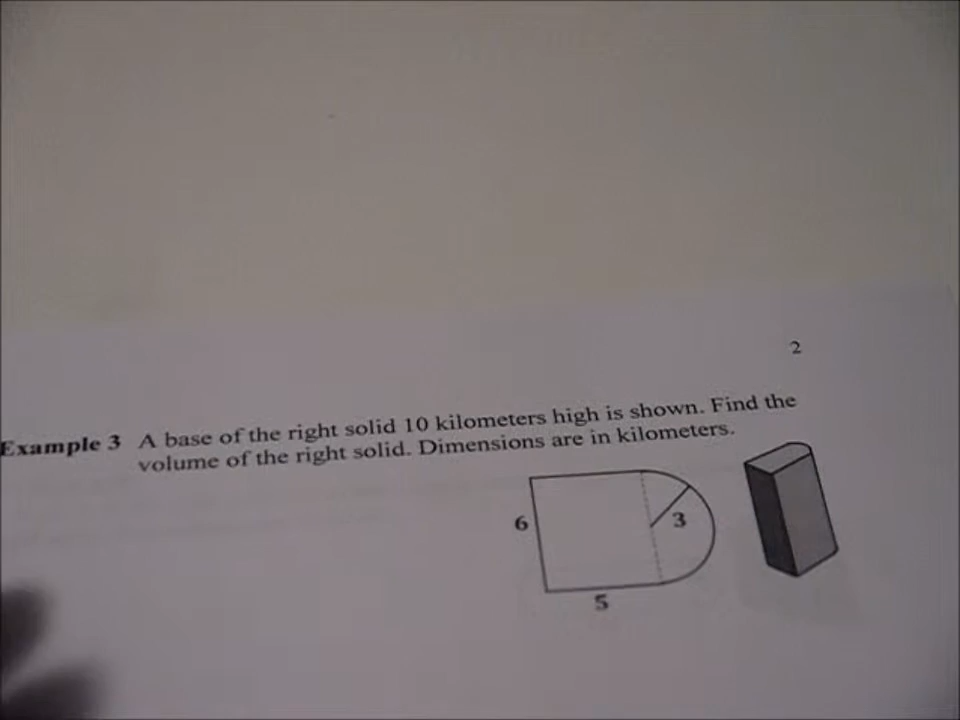 2
Example 3 A base of the right solid 10 kilometers high is shown. Find the
volume of the right solid. Dimensions are in kilometers.
6
3
5